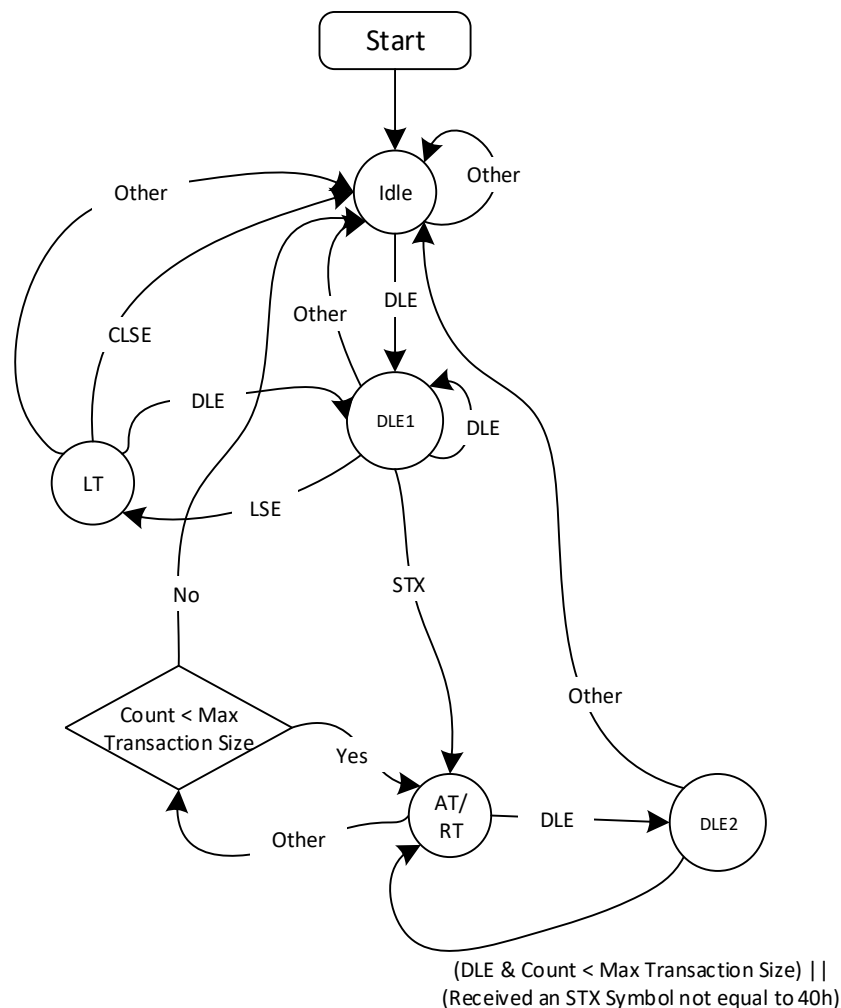 Start
Idle
Other
Other
DLE
Other
CLSE
DLE
DLE1
DLE
LT
LSE
STX
No
Count < Max
Transaction Size
Yes
Other
AT/
RT
DLE
DLE2
Other
(DLE & Count < Max Transaction Size) ||
(Received an STX Symbol not equal to 40h)